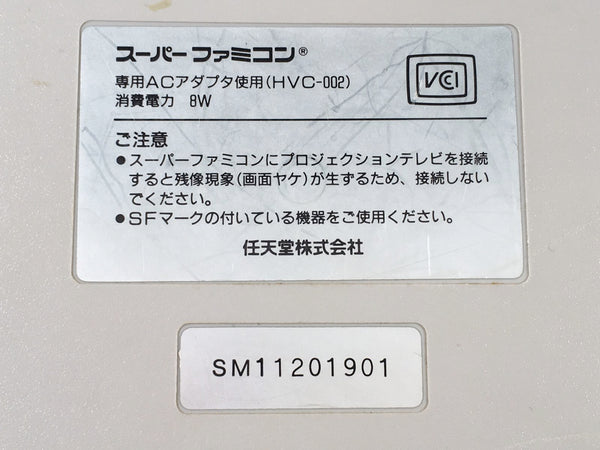 スーパーファミコン®
専用ACアダプタ使用(HVC-002)
消費電力 8W
VCI
ご注意
●スーパーファミコンにプロジェクションテレビを接続
すると残像現象(画面ヤケ)が生ずるため、接続しない
でください。
●SFマークの付いている機器をご使用ください。
任天堂株式会社
SM11201901